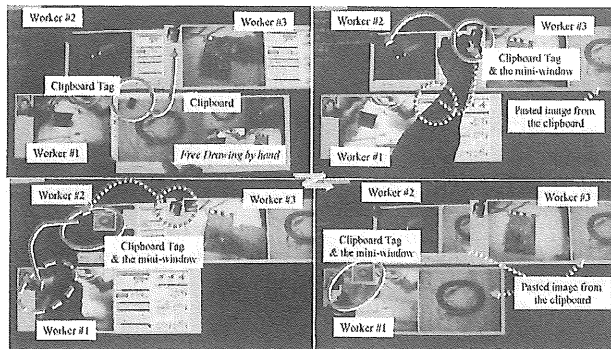 Worker #2
Worker #3
Clipboard Tag
Clipboard
Worker #1
Free Drawing by hand
Worker #2
Worker #3
Clipboard Tag
& the mini-window
Pasted image from
the clipboard
Worker #1
Worker #2
Worker #3
Clipboard Tag
& the mini-window
Worker #1
Worker #2
Worker #3
Clipboard Tag
& the mini-window
Pasted image from
the clipboard
Worker #1